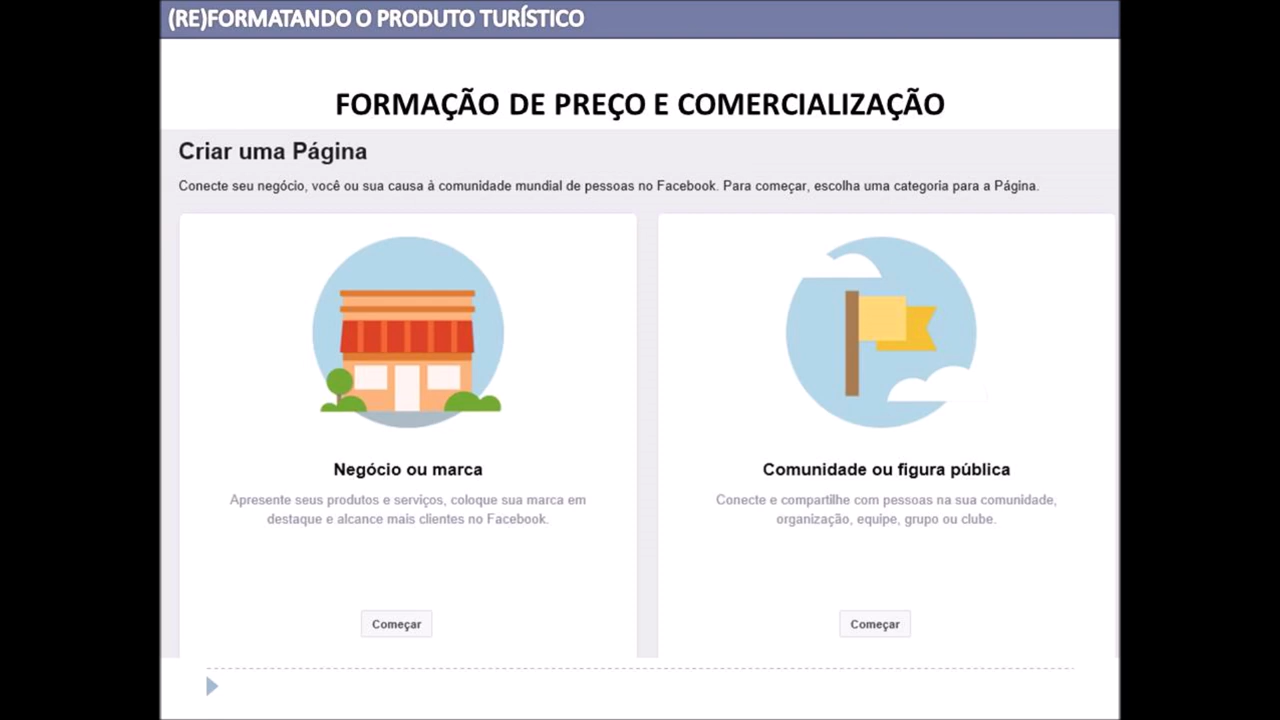 (RE)FORMATANDO O PRODUTO TURÍSTICO
FORMAÇÃO DE PREÇO E COMERCIALIZAÇÃO
Criar uma Página
Conecte seu negócio, você ou sua causa à comunidade mundial de pessoas no Facebook. Para começar, escolha uma categoria para a Página.
Negócio ou marca
Apresente seus produtos e serviços, coloque sua marca em
destaque e alcance mais clientes no Facebook.
Começar
Comunidade ou figura pública
Conecte e compartilhe com pessoas na sua comunidade,
organização, equipe, grupo ou clube.
Começar